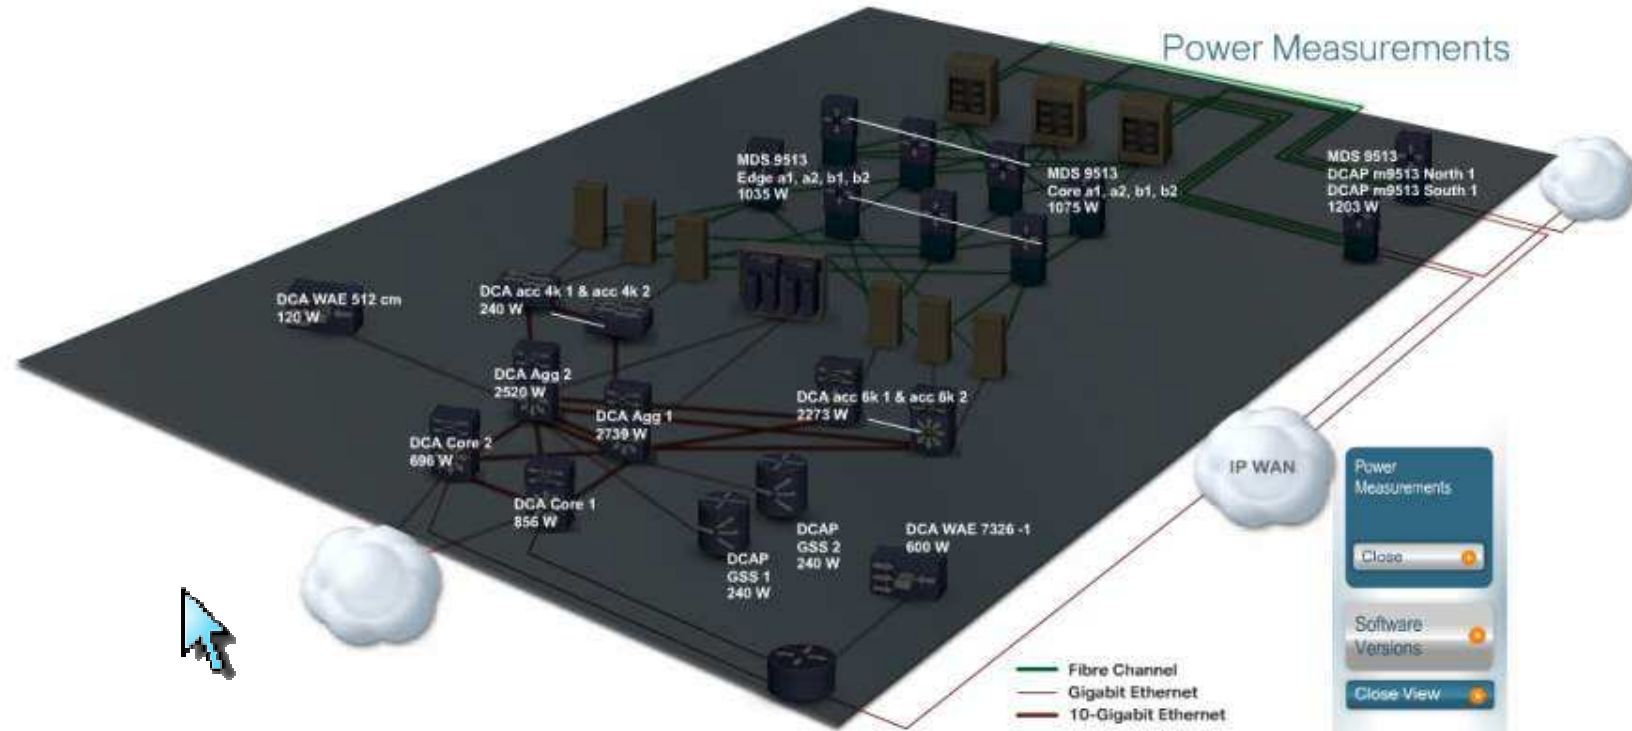 Power Measurements
MDS 9513
Edge a1, a2, b1, b2
1035 W
MDS 9513
Core a1, a2, b1, b2
1075 W
MDS 9513
DCAP m9513 North 1
DCAP m9513 South 1
1203 W
DCA WAE 512 cm
120 W
DCA acc 4k 1 & acc 4k 2
240 W
DCA Agg 2
2520 W
DCA Agg 1
2739 W
DCA acc 6k 1 & acc 6k 2
2273 W
DCA Core 2
696 W
DCA Core 1
856 W
DCAP
GSS 2
240 W
DCAP
GSS 1
240 W
DCA WAE 7326 -1
600 W
IP WAN
Power
Measurements
Close
Software
Versions
Close View
Fibre Channel
Gigabit Ethernet
10-Gigabit Ethernet